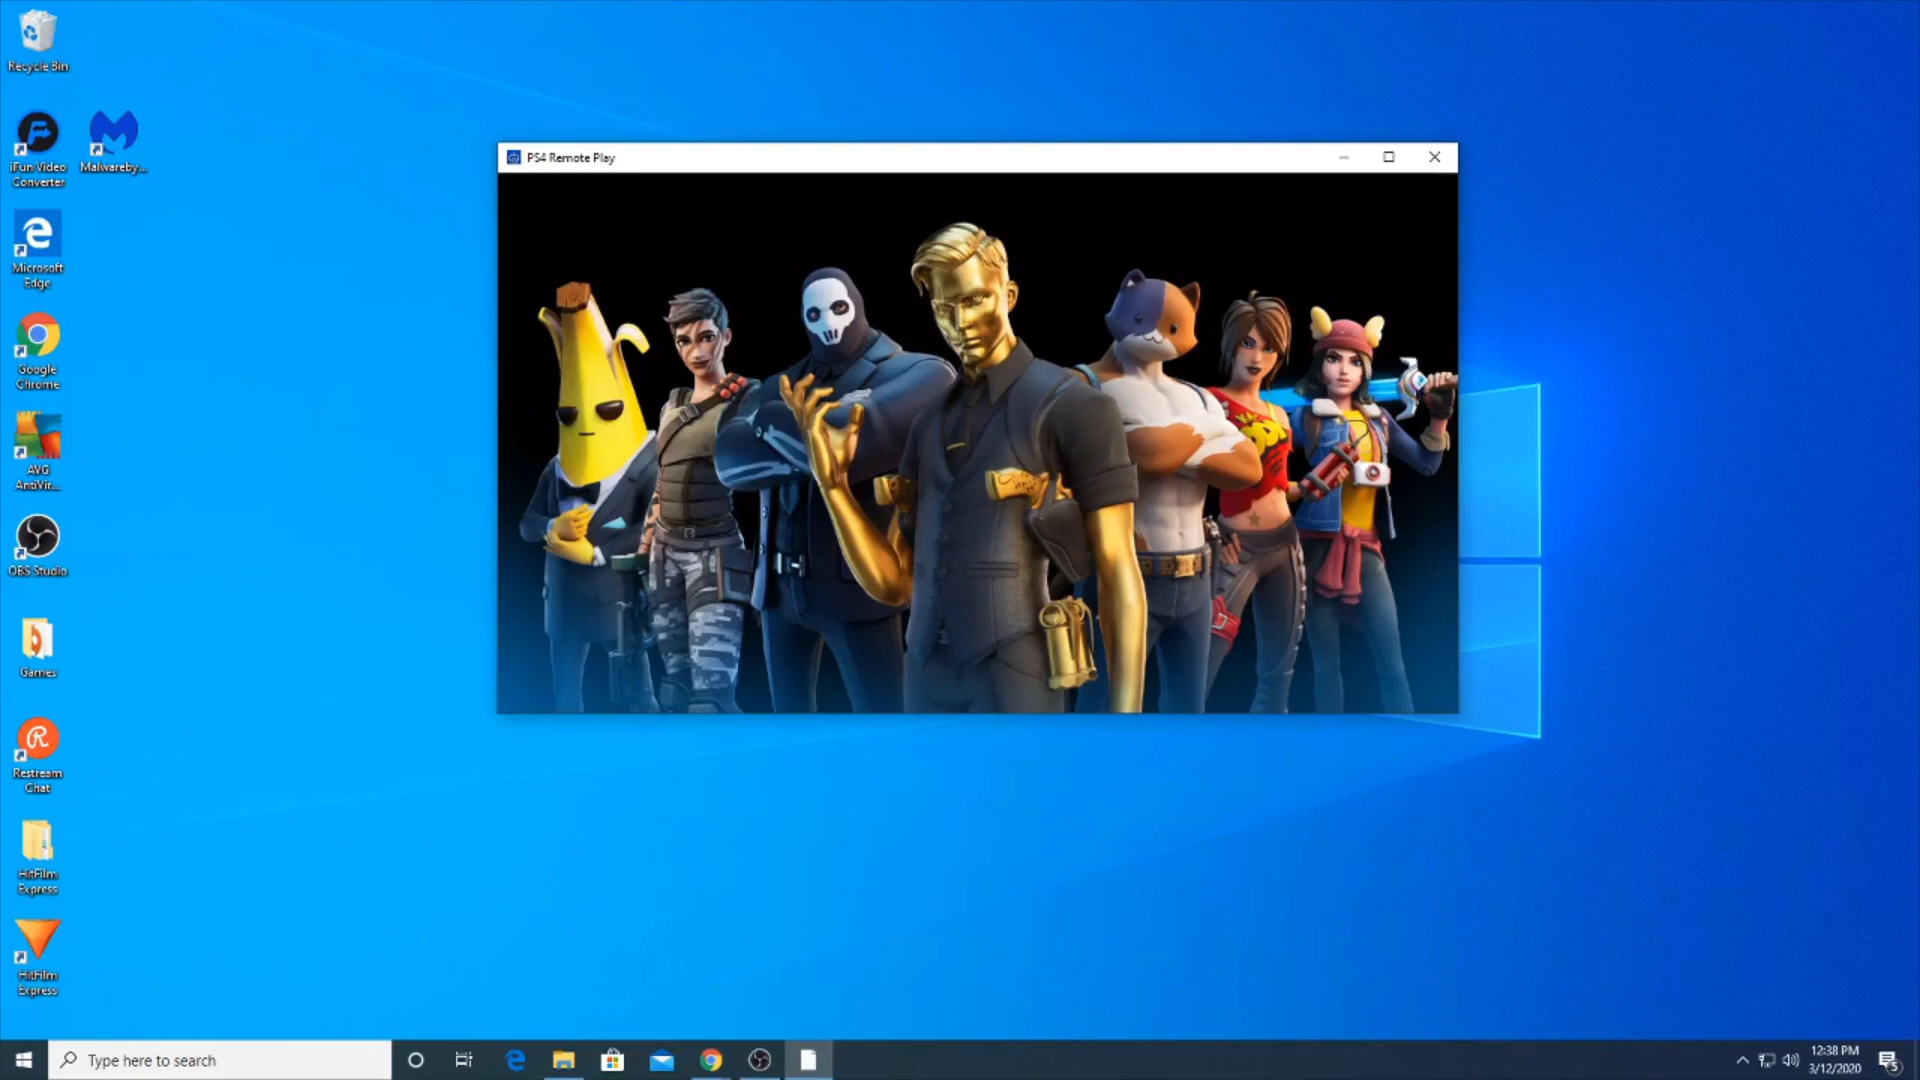 Recycle Bin
iFun Video
Converter
Malwareby...
Microsoft
Edge
Google
Chrome
AVG
AntiVir...
OBS Studio
Games
Restream
Chat
HitFilm
Express
HitFilm
Express
PS4 Remote Play
Type here to search
12:38 PM
3/12/2020
5